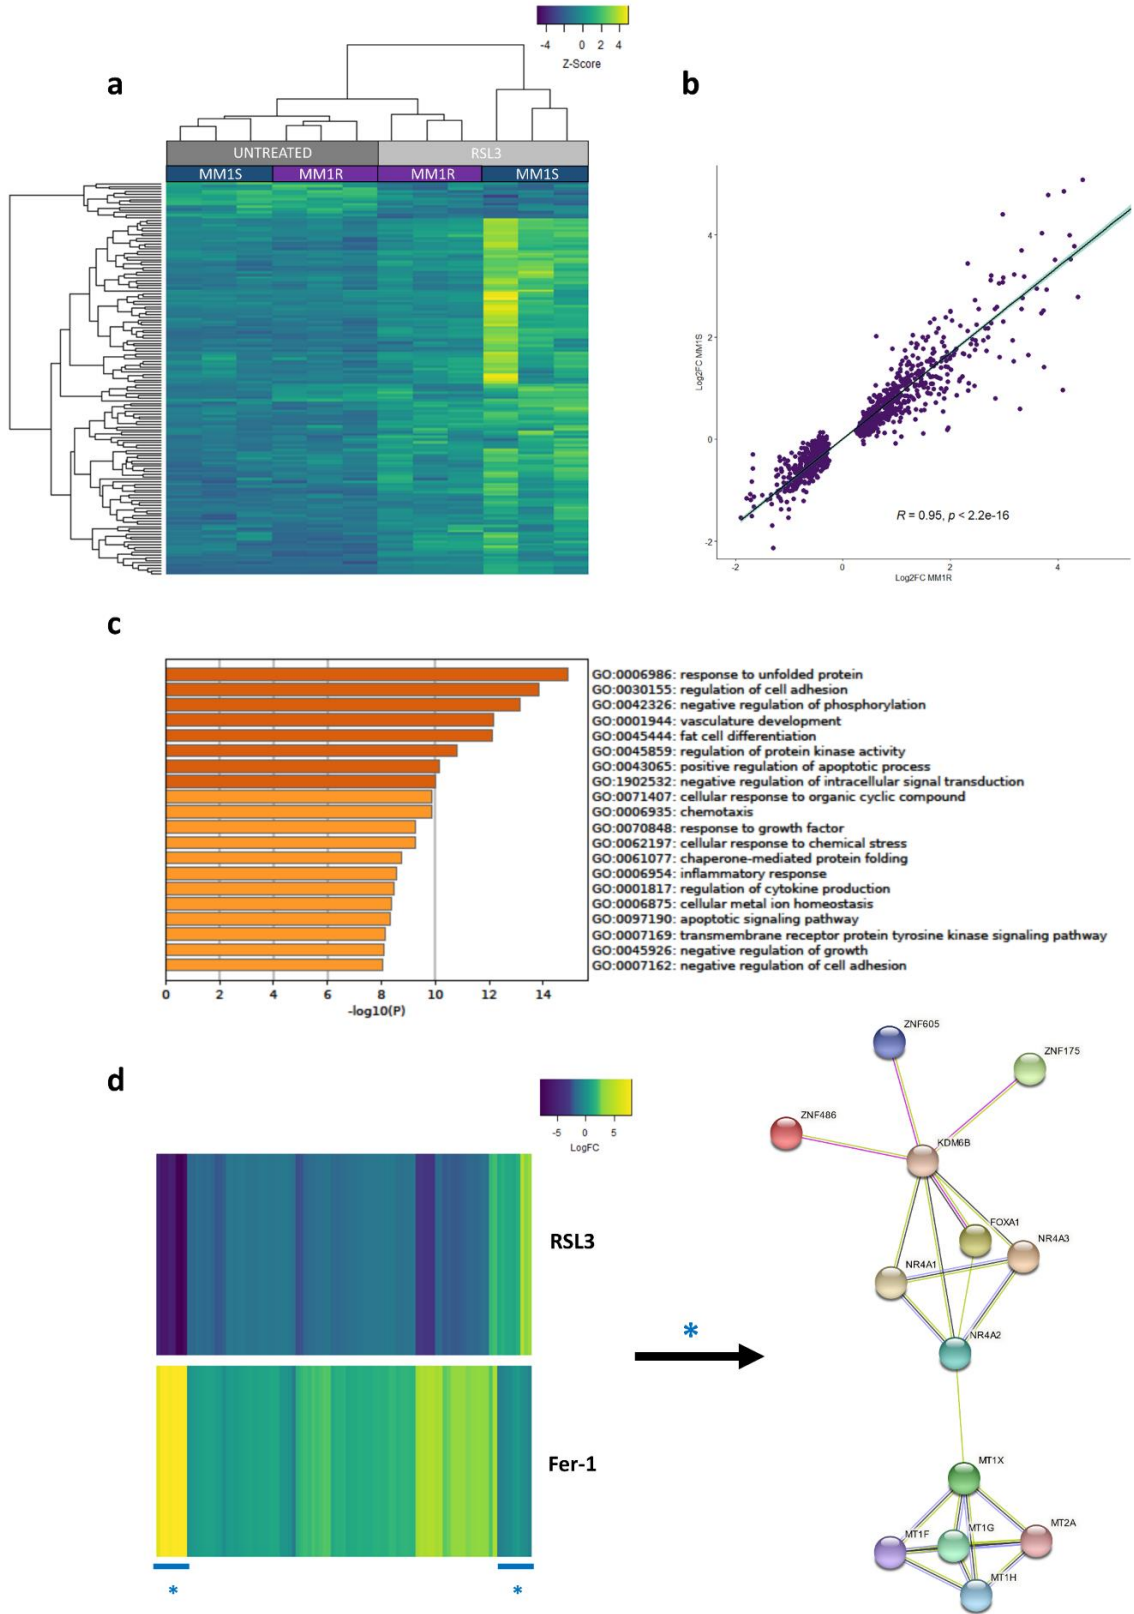 -4 0 2 4
Z-Score
a
b
UNTREATED RSL3
MM1S MM1R MM1R MM1S
4
2
0
-2
Log2FC MM1S
R = 0.95, p < 2.2e-16
-2 0 2 4
Log2FC MM1R
c
GO:0006986: response to unfolded protein
GO:0030155: regulation of cell adhesion
GO:0042326: negative regulation of phosphorylation
GO:0001944: vasculature development
GO:0045444: fat cell differentiation
GO:0045859: regulation of protein kinase activity
GO:0043065: positive regulation of apoptotic process
GO:1902532: negative regulation of intracellular signal transduction
GO:0071407: cellular response to organic cyclic compound
GO:0006935: chemotaxis
GO:0070848: response to growth factor
GO:0062197: cellular response to chemical stress
GO:0061077: chaperone-mediated protein folding
GO:0006954: inflammatory response
GO:0001817: regulation of cytokine production
GO:0006875: cellular metal ion homeostasis
GO:0097190: apoptotic signaling pathway
GO:0007169: transmembrane receptor protein tyrosine kinase signaling pathway
GO:0045926: negative regulation of growth
GO:0007162: negative regulation of cell adhesion
0 2 4 6 8 10 12 14
-log10(P)
d
-5 0 5
LogFC
RSL3
Fer-1
* *
*
ZNF605
ZNF175
ZNF486
KDM6B
FOXA1
NR4A3
NR4A1
NR4A2
MT1X
MT1F
MT1G
MT2A
MT1H